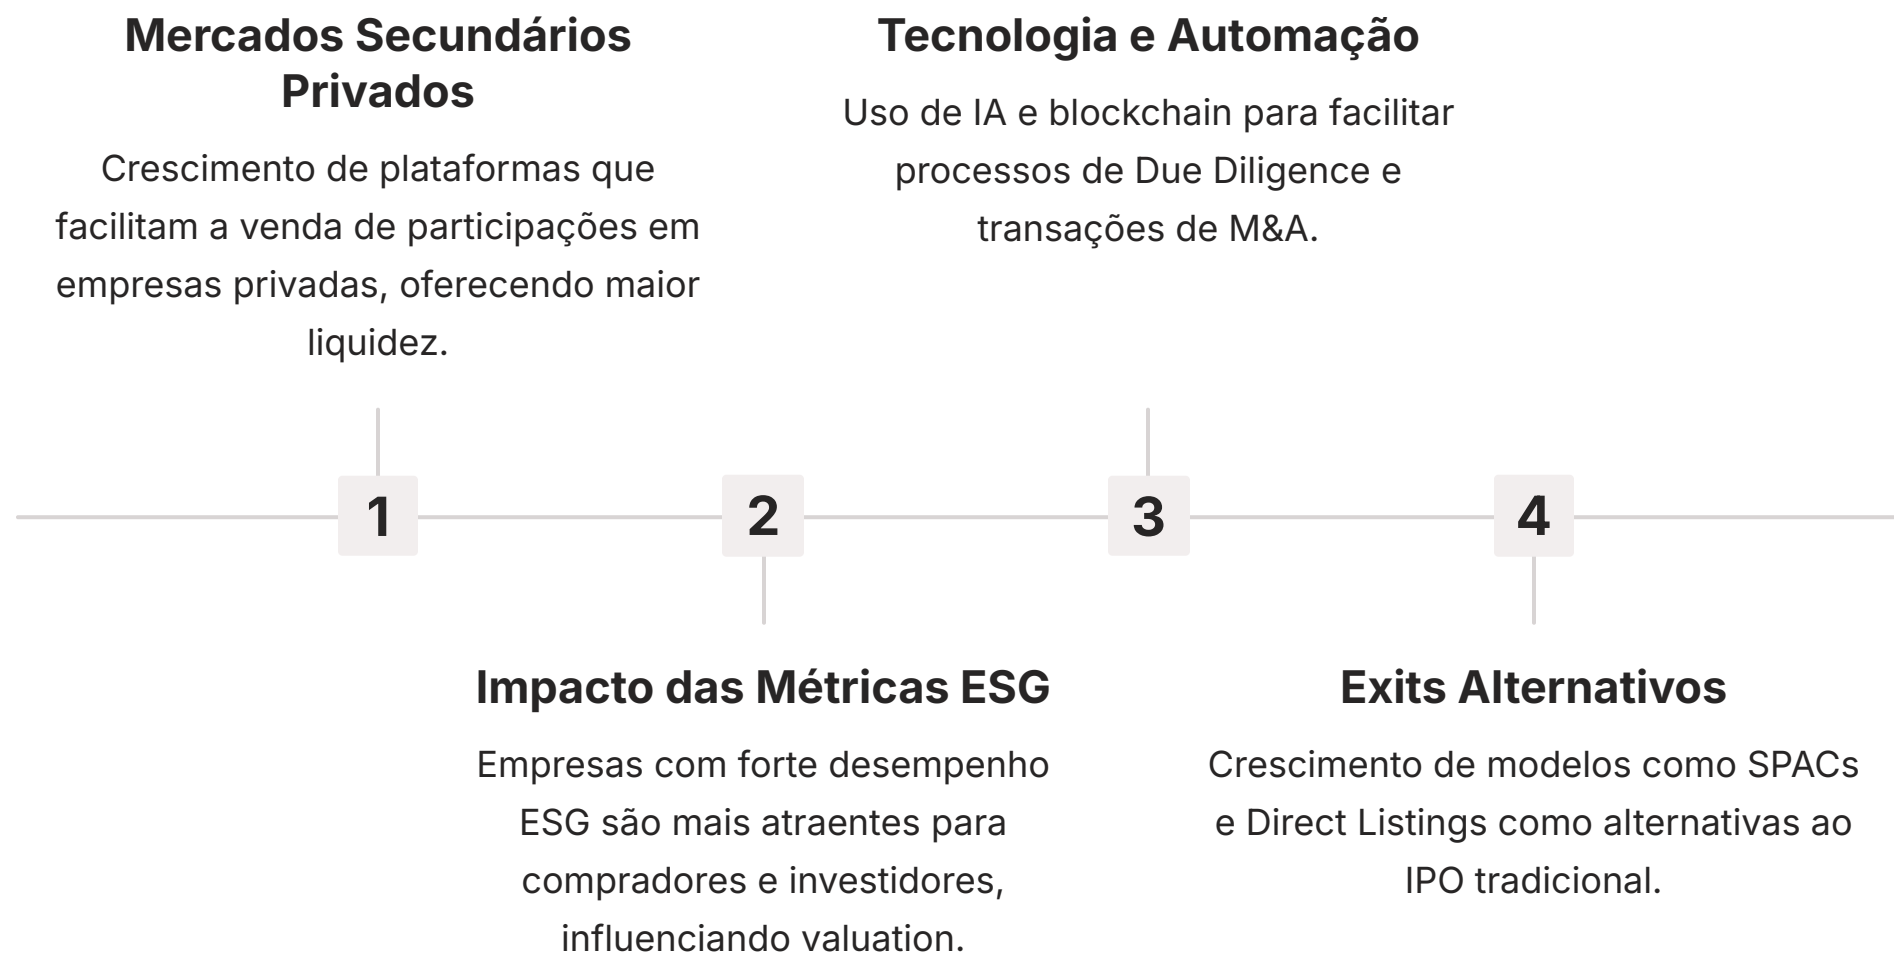 Mercados Secundários
Privados
Crescimento de plataformas que
facilitam a venda de participações em
empresas privadas, oferecendo maior
liquidez.
Tecnologia e Automação
Uso de IA e blockchain para facilitar
processos de Due Diligence e
transações de M&A.
1
2
3
4
Impacto das Métricas ESG
Empresas com forte desempenho
ESG são mais atraentes para
compradores e investidores,
influenciando valuation.
Exits Alternativos
Crescimento de modelos como SPACs
e Direct Listings como alternativas ao
IPO tradicional.